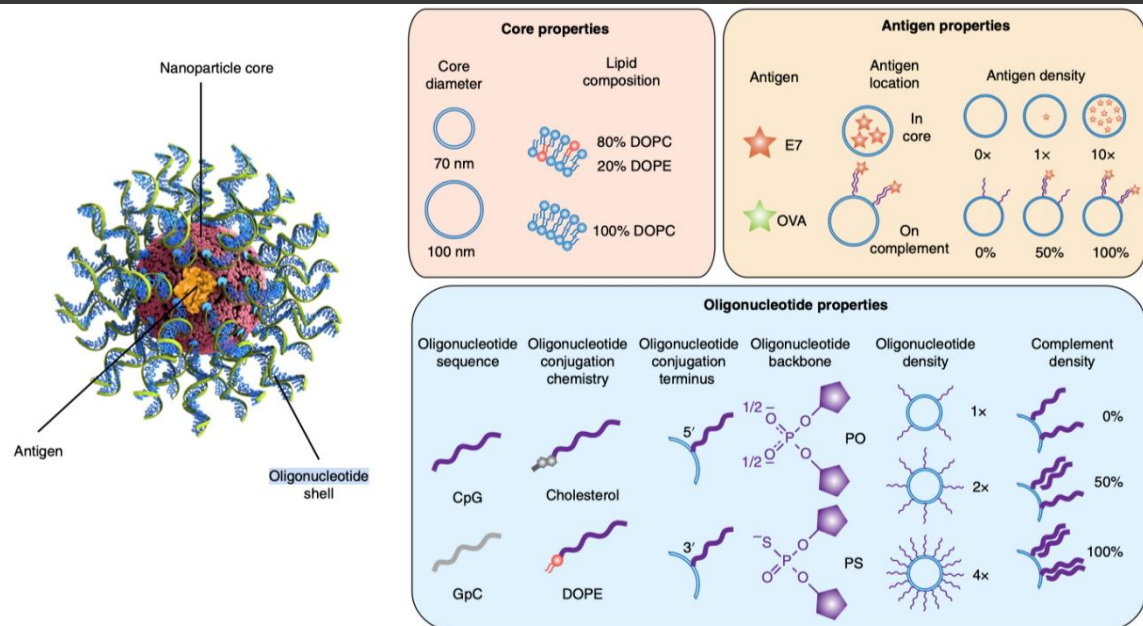 Nanoparticle core
Antigen
Oligonucleotide
shell
Core properties
Core
diameter
70 nm
100 nm
Lipid
composition
80% DOPC
20% DOPE
100% DOPC
Antigen properties
Antigen
E7
OVA
Antigen
location
In
core
On
complement
Antigen density
0×
1×
10×
0%
50%
100%
Oligonucleotide properties
Oligonucleotide
sequence
CpG
GpC
Oligonucleotide
conjugation
chemistry
Cholesterol
DOPE
Oligonucleotide
conjugation
terminus
5′
3′
Oligonucleotide
backbone
1/2 –
O
O
P
O
1/2 –
O
PO
–S
O
P
O
O
PS
Oligonucleotide
density
1×
2×
4×
Complement
density
0%
50%
100%